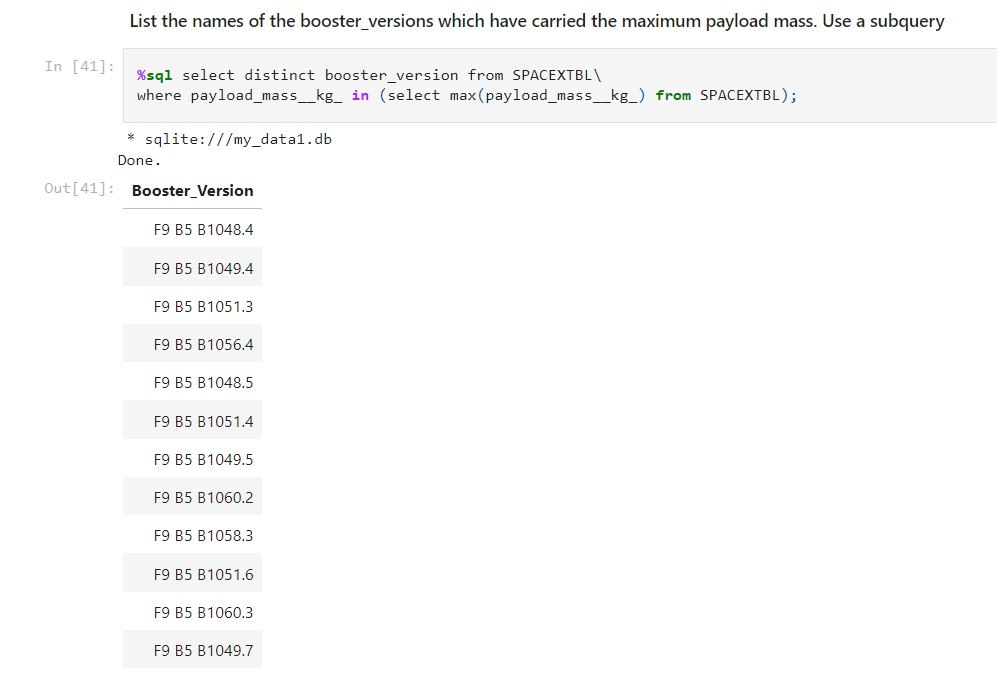 List the names of the booster_versions which have carried the maximum payload mass. Use a subquery
In [41]:
%sql select distinct booster_version from SPACEXTBL\
where payload_mass__kg_ in (select max(payload_mass__kg_) from SPACEXTBL);
* sqlite:///my_data1.db
Done.
Out[41]:
Booster_Version
F9 B5 B1048.4
F9 B5 B1049.4
F9 B5 B1051.3
F9 B5 B1056.4
F9 B5 B1048.5
F9 B5 B1051.4
F9 B5 B1049.5
F9 B5 B1060.2
F9 B5 B1058.3
F9 B5 B1051.6
F9 B5 B1060.3
F9 B5 B1049.7